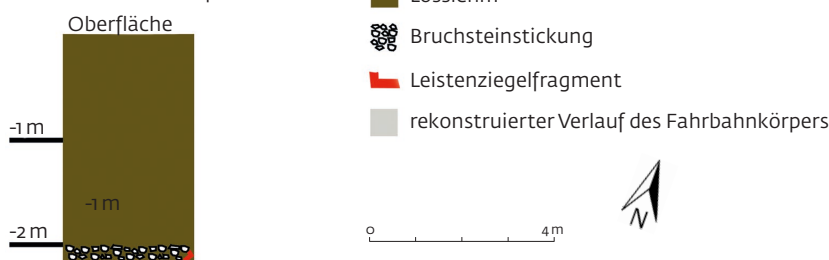 Oberfläche
Bruchsteinstickung
Leistenziegelfragment
rekonstruierter Verlauf des Fahrbahnkörpers
-1 m
-1 m
-2 m
N
0
4 m